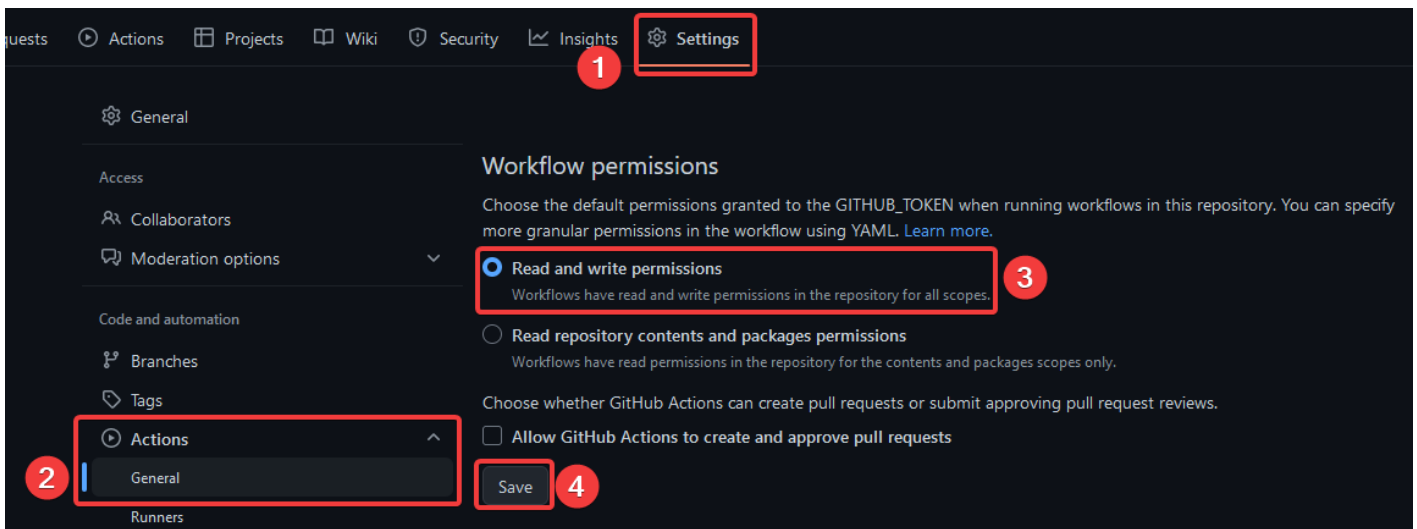 Actions Projects Wiki Security Insights Settings
1
General
Access
Collaborators
Moderation options
Code and automation
Branches
Tags
Actions
2
General
Runners
Workflow permissions
Choose the default permissions granted to the GITHUB_TOKEN when running workflows in this repository. You can specify
more granular permissions in the workflow using YAML. Learn more.
Read and write permissions
3
Workflows have read and write permissions in the repository for all scopes.
Read repository contents and packages permissions
Workflows have read permissions in the repository for the contents and packages scopes only.
Choose whether GitHub Actions can create pull requests or submit approving pull request reviews.
Allow GitHub Actions to create and approve pull requests
Save
4